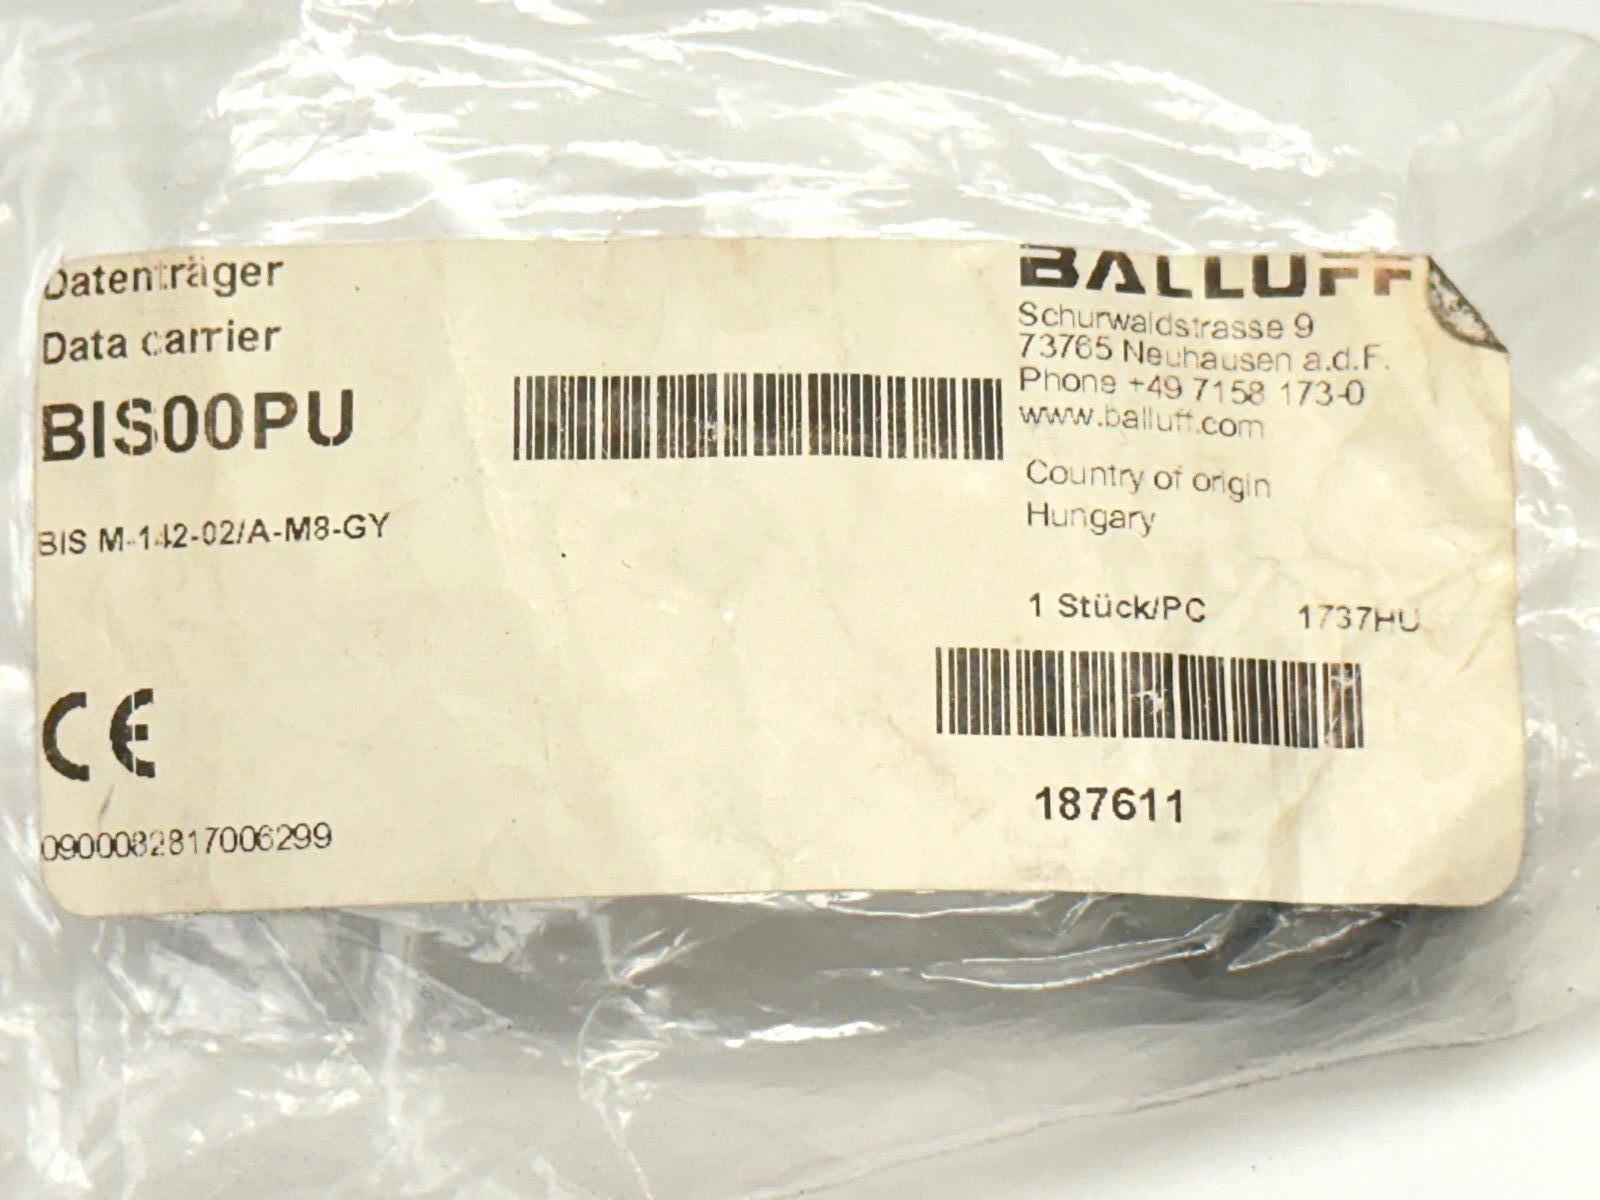 Datenträger
Data carrier
BIS00PU
BIS M-142-02/A-M8-GY
0900082817006299
BALLUFF
Schurwaldstrasse 9
73765 Neuhausen a.d.F.
Phone +49 7158 173-0
www.balluff.com
Country of origin
Hungary
1 Stück/PC 1737HU
187611
CE